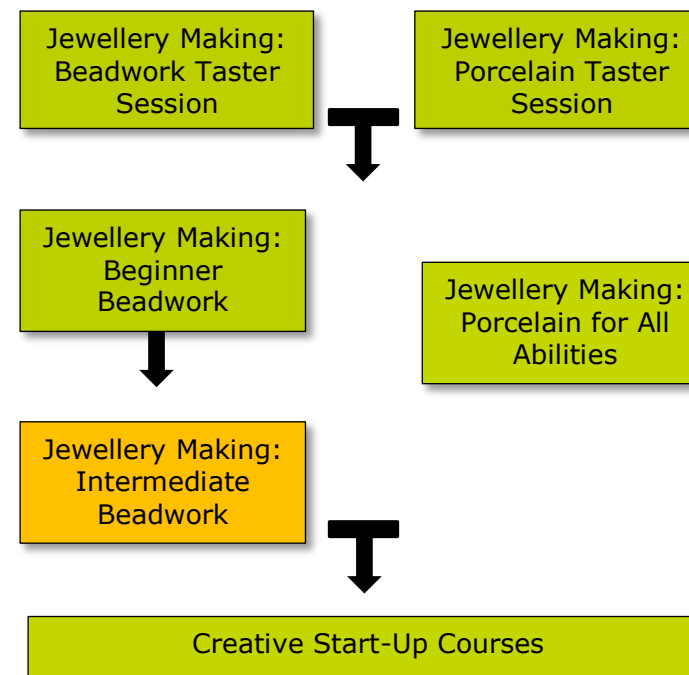 Jewellery Making:
Beadwork Taster
Session
Jewellery Making:
Porcelain Taster
Session
Jewellery Making:
Beginner
Beadwork
Jewellery Making:
Porcelain for All
Abilities
Jewellery Making:
Intermediate
Beadwork
Creative Start-Up Courses